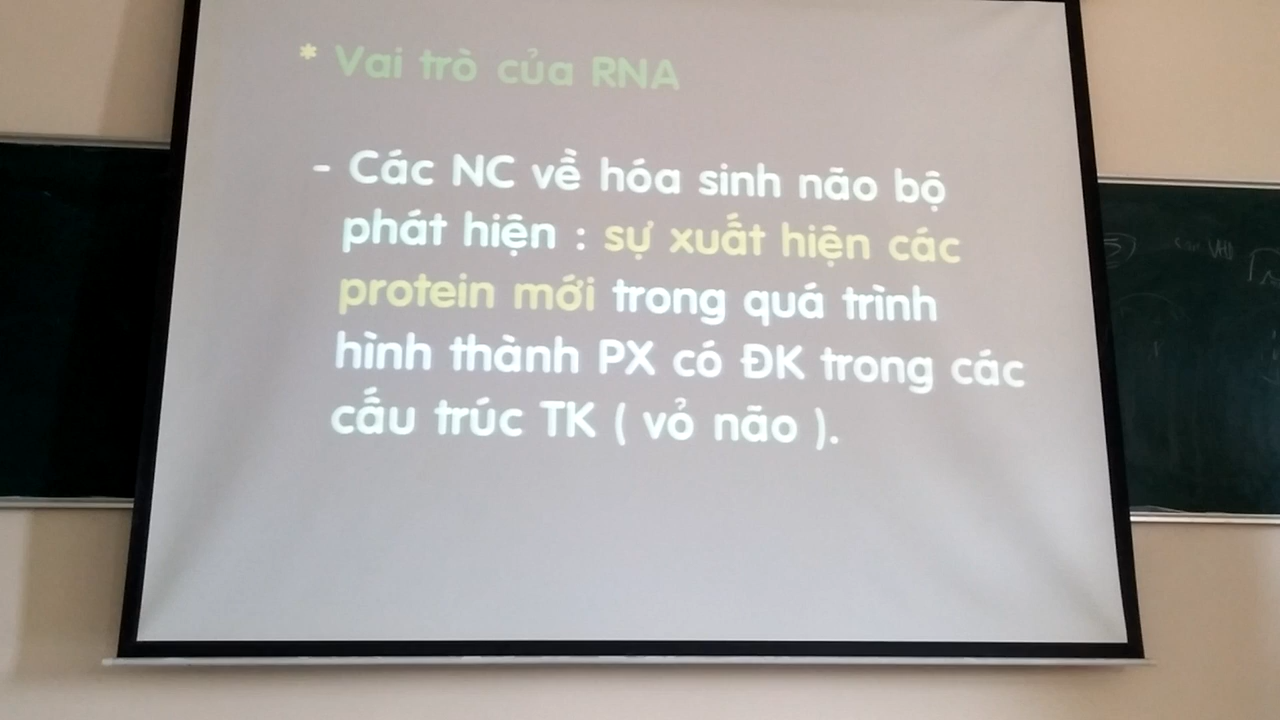 * Vai trò của RNA
- Các NC về hóa sinh não bộ
phát hiện : sự xuất hiện các
protein mới trong quá trình
hình thành PX có ĐK trong các
cấu trúc TK ( vỏ não ).